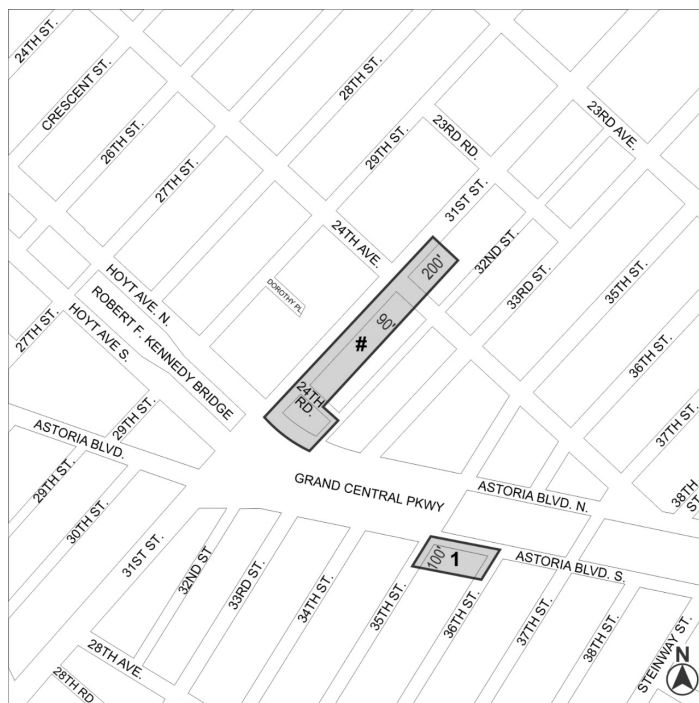 24TH ST.
CRESCENT ST.
26TH ST.
27TH ST.
28TH ST.
29TH ST.
23RD RD.
23RD AVE.
31ST ST.
24TH AVE.
32ND ST.
33RD ST.
35TH ST.
36TH ST.
37TH ST.
38TH
ST.
HOYT AVE. N.
ROBERT F. KENNEDY BRIDGE
HOYT AVE S.
27TH ST.
DOROTHY PL.
200'
90'
#
24TH
RD.
29TH ST.
ASTORIA BLVD.
29TH ST.
30TH ST.
31ST ST.
32ND ST
33RD ST.
34TH ST.
35TH ST.
36TH ST.
37TH ST.
38TH ST.
STEINWAY ST.
GRAND CENTRAL PKWY
ASTORIA BLVD. N.
ASTORIA BLVD. S.
100'
1
28TH AVE.
28TH RD
N